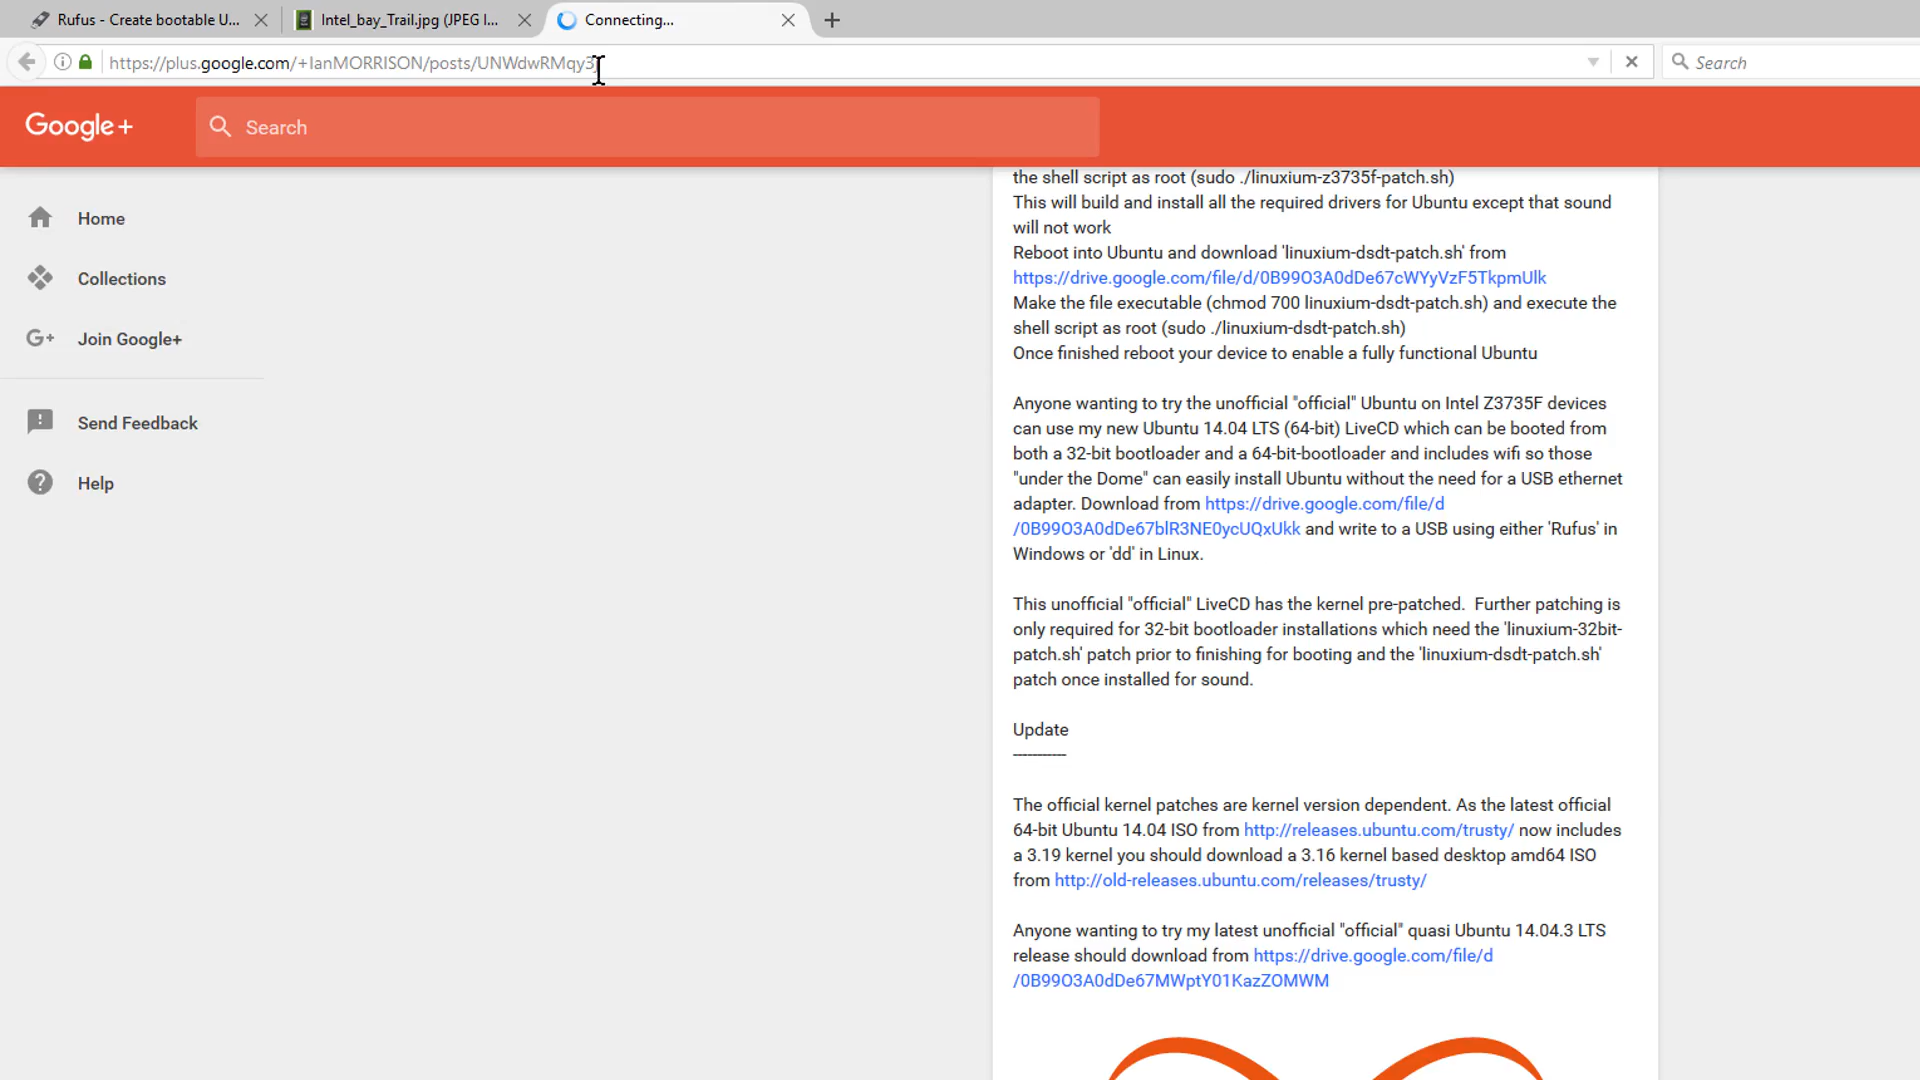 Rufus - Create bootable U...
Intel_bay_Trail.jpg (JPEG I...
Connecting...
https://plus.google.com/+IanMORRISON/posts/UNWdwRMqy3
Search
Google+
Search
Home
Collections
Join Google+
Send Feedback
Help
the shell script as root (sudo ./linuxium-z3735f-patch.sh)
This will build and install all the required drivers for Ubuntu except that sound
will not work
Reboot into Ubuntu and download 'linuxium-dsdt-patch.sh' from
https://drive.google.com/file/d/0B99O3A0dDe67cWYyVzF5TkpmUlk
Make the file executable (chmod 700 linuxium-dsdt-patch.sh) and execute the
shell script as root (sudo ./linuxium-dsdt-patch.sh)
Once finished reboot your device to enable a fully functional Ubuntu
Anyone wanting to try the unofficial "official" Ubuntu on Intel Z3735F devices
can use my new Ubuntu 14.04 LTS (64-bit) LiveCD which can be booted from
both a 32-bit bootloader and a 64-bit-bootloader and includes wifi so those
"under the Dome" can easily install Ubuntu without the need for a USB ethernet
adapter. Download from https://drive.google.com/file/d
/0B99O3A0dDe67blR3NE0ycUQxUkk and write to a USB using either 'Rufus' in
Windows or 'dd' in Linux.
This unofficial "official" LiveCD has the kernel pre-patched.  Further patching is
only required for 32-bit bootloader installations which need the 'linuxium-32bit-
patch.sh' patch prior to finishing for booting and the 'linuxium-dsdt-patch.sh'
patch once installed for sound.
Update
-----------
The official kernel patches are kernel version dependent. As the latest official
64-bit Ubuntu 14.04 ISO from http://releases.ubuntu.com/trusty/ now includes
a 3.19 kernel you should download a 3.16 kernel based desktop amd64 ISO
from http://old-releases.ubuntu.com/releases/trusty/
Anyone wanting to try my latest unofficial "official" quasi Ubuntu 14.04.3 LTS
release should download from https://drive.google.com/file/d
/0B99O3A0dDe67MWptY01KazZOMWM